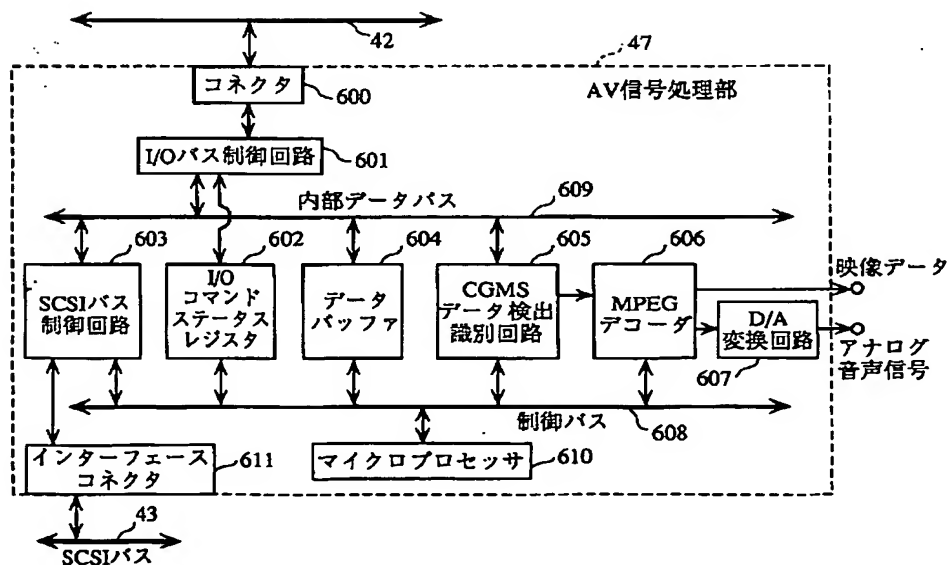 42
47
コネクタ
600
AV信号処理部
I/Oバス制御回路
601
内部データバス
609
603
602
604
605
606
SCSIバス
制御回路
I/O
コマンド
ステータス
レジスタ
データ
バッファ
CGMS
データ検出
識別回路
MPEG
デコーダ
D/A
変換回路
607
映像データ
アナログ
音声信号
制御バス
608
インターフェース
コネクタ
611
マイクロプロセッサ
610
43
SCSIバス